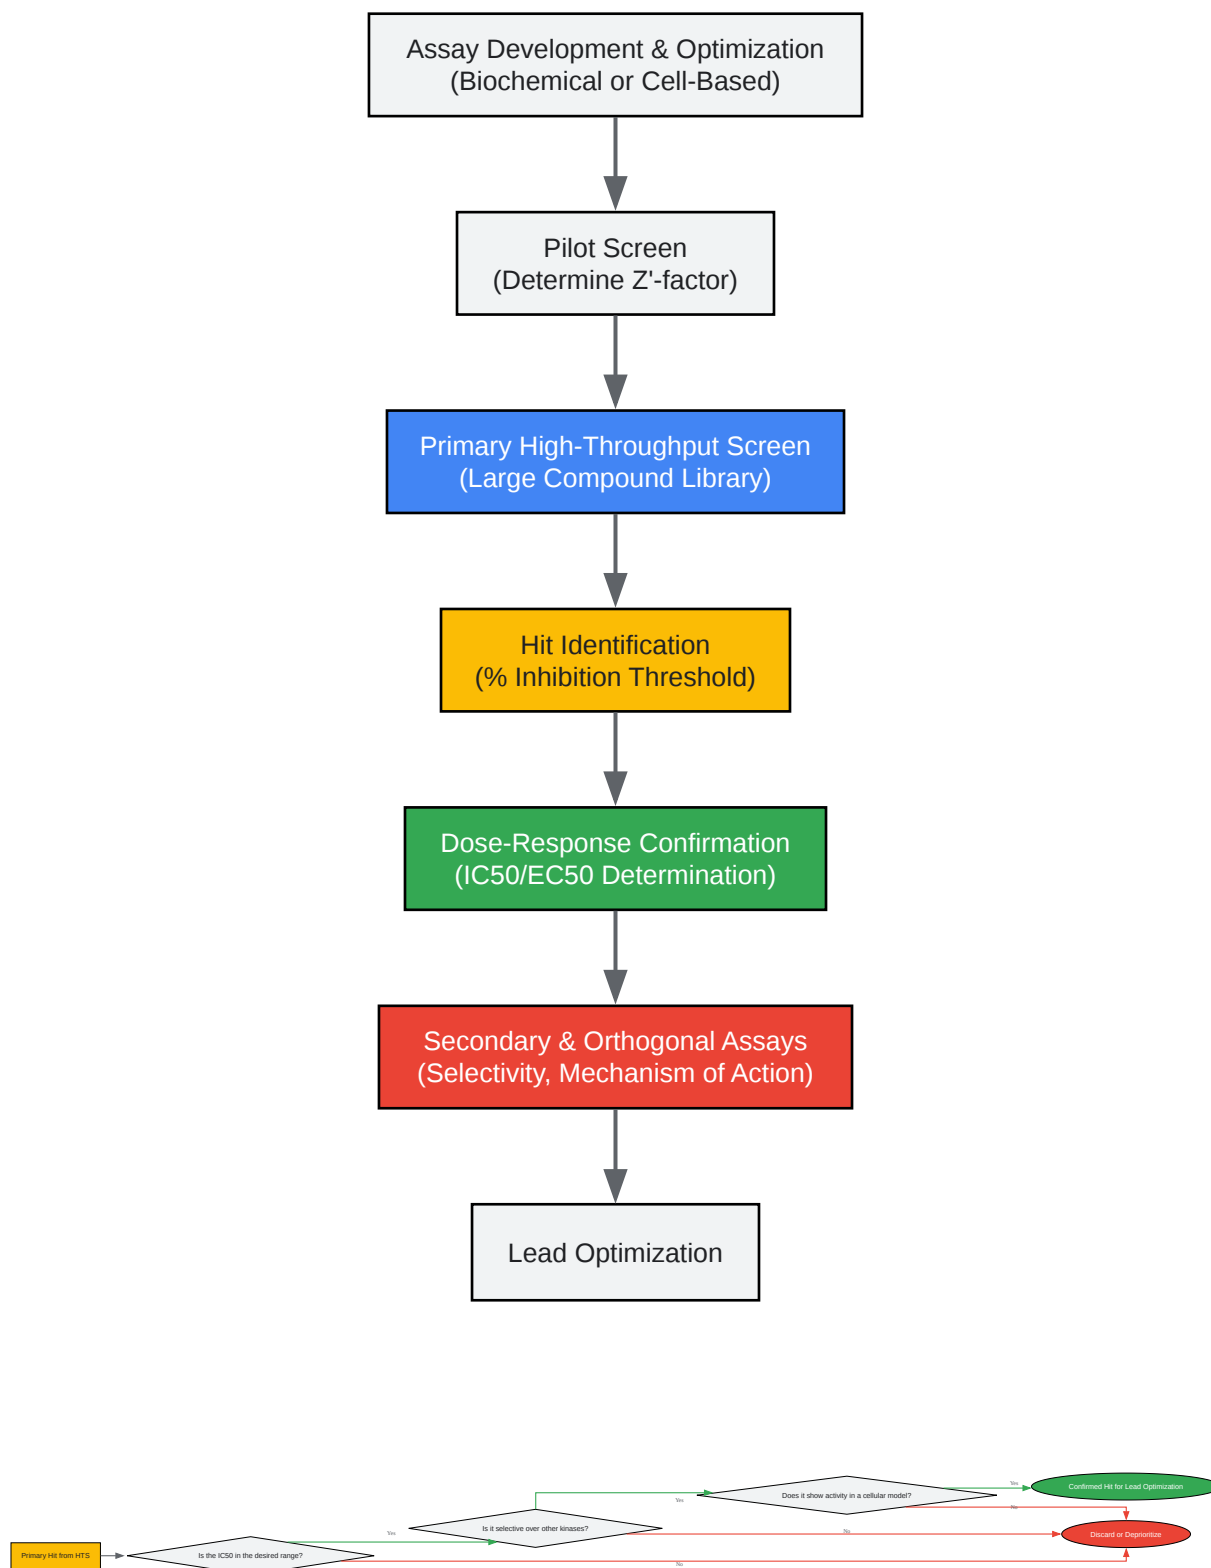 Assay Development & Optimization
(Biochemical or Cell-Based)
Pilot Screen
(Determine Z'-factor)
Primary High-Throughput Screen
(Large Compound Library)
Hit Identification
(% Inhibition Threshold)
Dose-Response Confirmation
(IC50/EC50 Determination)
Secondary & Orthogonal Assays
(Selectivity, Mechanism of Action)
Lead Optimization
Primary Hit from HTS
Is the IC50 in the desired range?
Yes
No
Is it selective over other kinases?
Yes
No
Does it show activity in a cellular model?
Yes
No
Confirmed Hit for Lead Optimization
Discard or Deprioritize